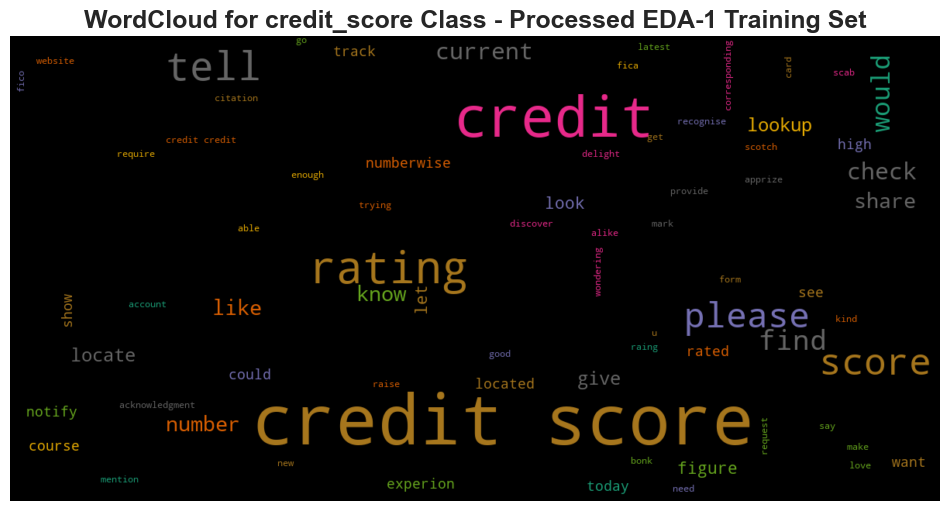 WordCloud for credit_score Class - Processed EDA-1 Training Set
go
track
current
latest
website
tell
fica
corresponding
card
scab
would
fico
citation
credit
get
recognise
lookup
credit credit
high
require
numberwise
delight
scotch
enough
check
apprize
provide
share
trying
look
able
discover
alike
mark
wondering
rating
know
let
form
see
show
account
like
please
kind
find
u
raing
rated
locate
good
score
could
raise
located
give
notify
acknowledgment
number
credit score
request
say
course
make
new
bonk
figure
love
want
mention
experion
today
need